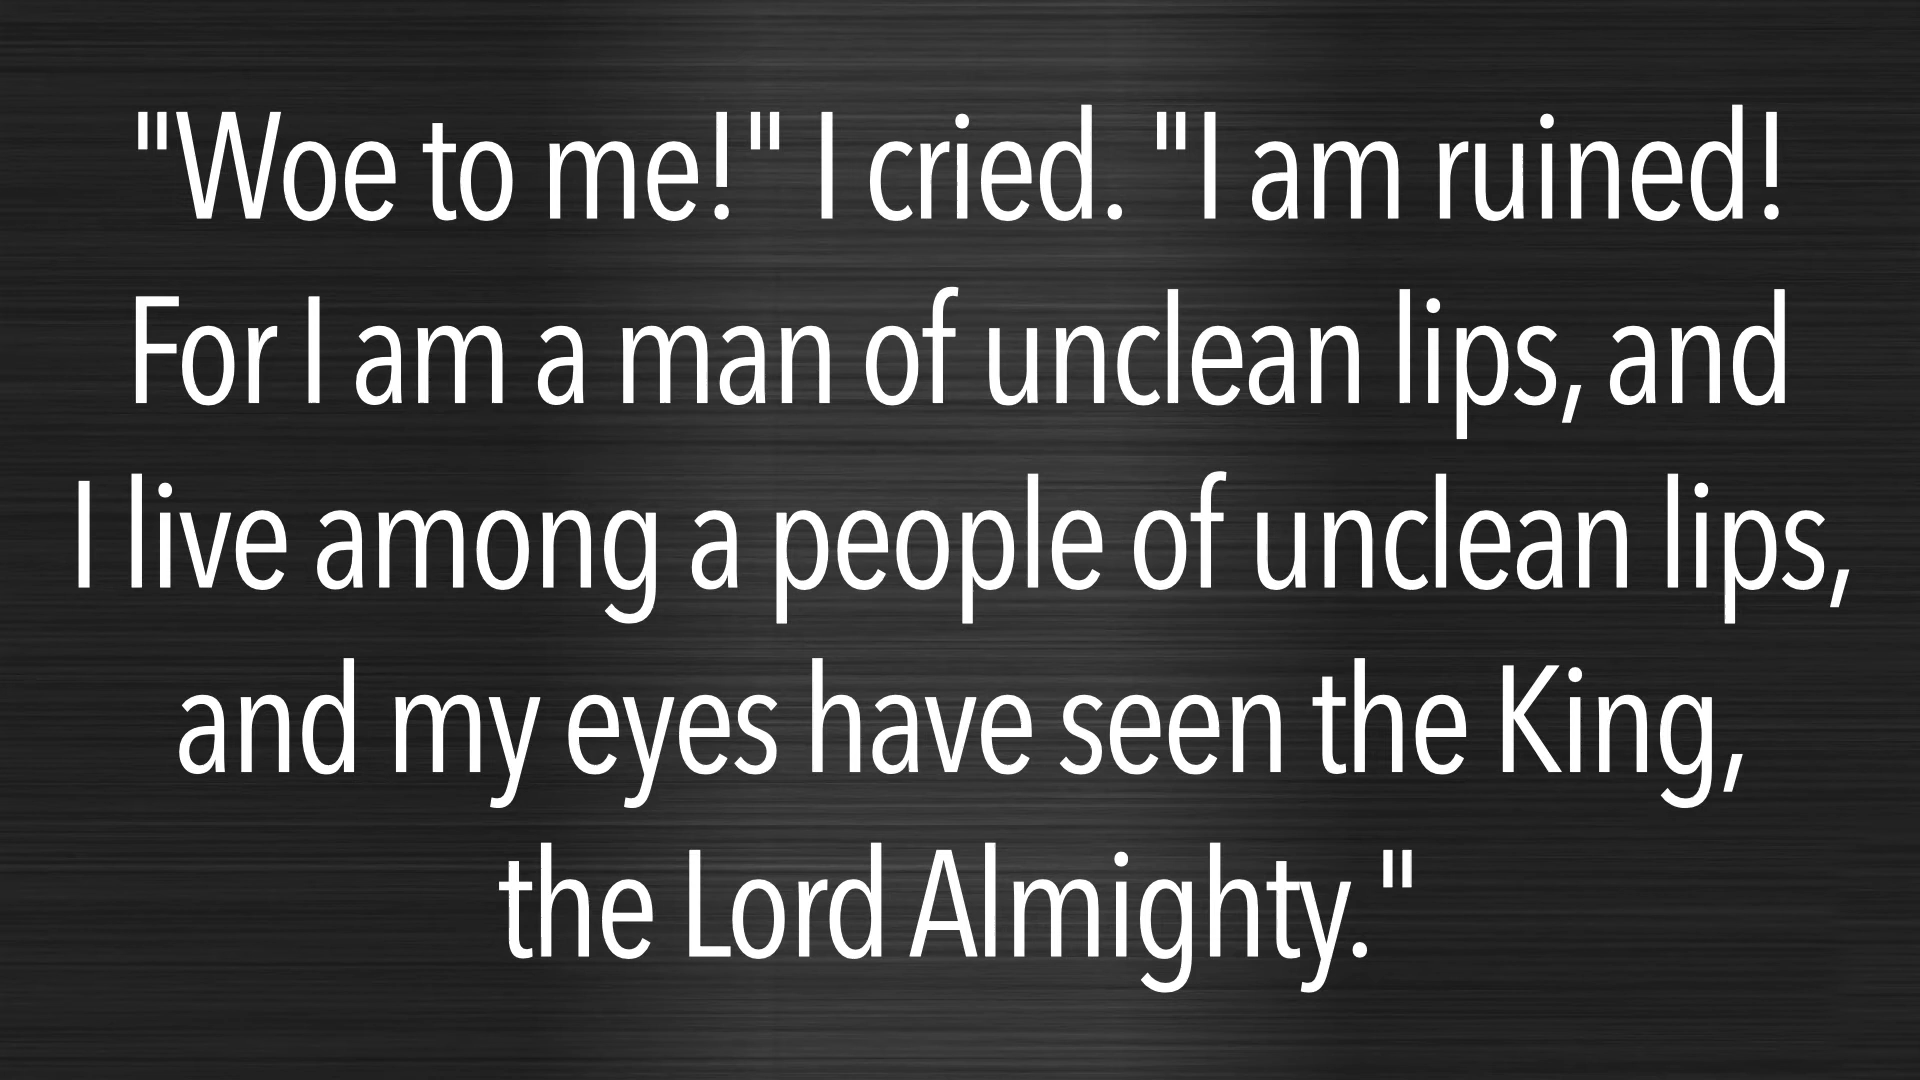 "Woe to me!" I cried. "I am ruined!
For I am a man of unclean lips, and
I live among a people of unclean lips,
and my eyes have seen the King,
the Lord Almighty."